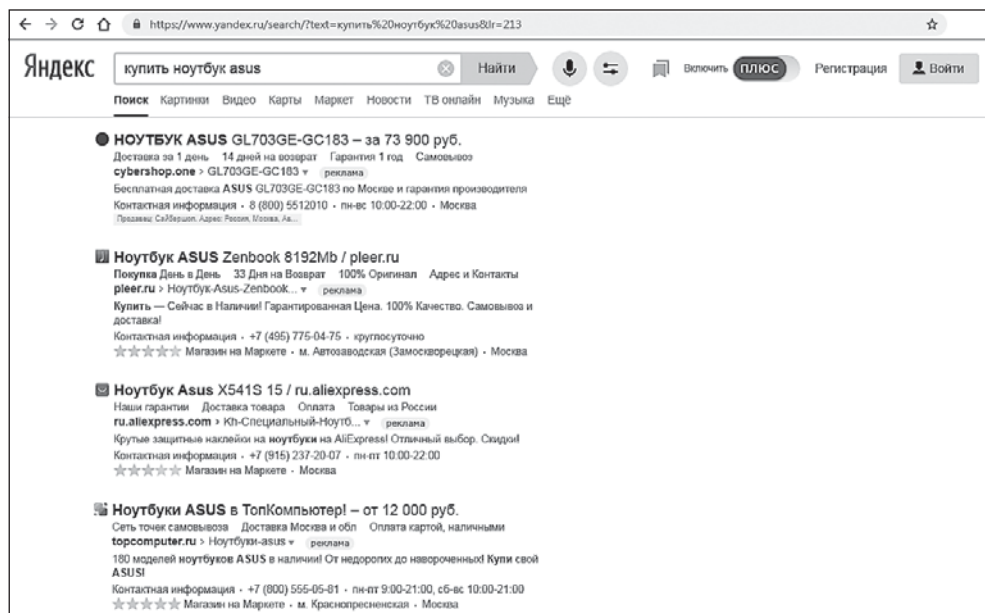 https://www.yandex.ru/search/?text=купить%20ноутбук%20asus&lr=213
Яндекс купить ноутбук asus Найти Включить ПЛЮС Регистрация Войти
Поиск Картинки Видео Карты Маркет Новости ТВ онлайн Музыка Ещё
НОУТБУК ASUS GL703GE-GC183 – за 73 900 руб.
Доставка за 1 день 14 дней на возврат Гарантия 1 год Самовывоз
cybershop.one > GL703GE-GC183 реклама
Бесплатная доставка ASUS GL703GE-GC183 по Москве и гарантия производителя
Контактная информация · 8 (800) 5512010 · пн-вс 10:00-22:00 · Москва
Продавец: Сайбершоп. Адрес: Россия, Москва, Ав...
Ноутбук ASUS Zenbook 8192Mb / pleer.ru
Покупка День в День 33 Дня на Возврат 100% Оригинал Адрес и Контакты
pleer.ru > Ноутбук-Asus-Zenbook... реклама
Купить — Сейчас в Наличии! Гарантированная Цена. 100% Качество. Самовывоз и
доставка!
Контактная информация · +7 (495) 775-04-75 · круглосуточно
Магазин на Маркете · м. Автозаводская (Замоскворецкая) · Москва
Ноутбук Asus X541S 15 / ru.aliexpress.com
Наши гарантии Доставка товара Оплата Товары из России
ru.aliexpress.com > Kh-Специальный-Ноутб... реклама
Крутые защитные наклейки на ноутбуки на AliExpress! Отличный выбор. Скидки!
Контактная информация · +7 (915) 237-20-07 · пн-пт 10:00-22:00
Магазин на Маркете · Москва
Ноутбуки ASUS в ТопКомпьютер! – от 12 000 руб.
Сеть точек самовывоза Доставка Москва и обл Оплата картой, наличными
topcomputer.ru > Ноутбуки-asus реклама
180 моделей ноутбуков ASUS в наличии! От недорогих до навороченных! Купи свой
ASUS!
Контактная информация · +7 (800) 555-05-81 · пн-пт 9:00-21:00, сб-вс 10:00-21:00
Магазин на Маркете · м. Краснопресненская · Москва